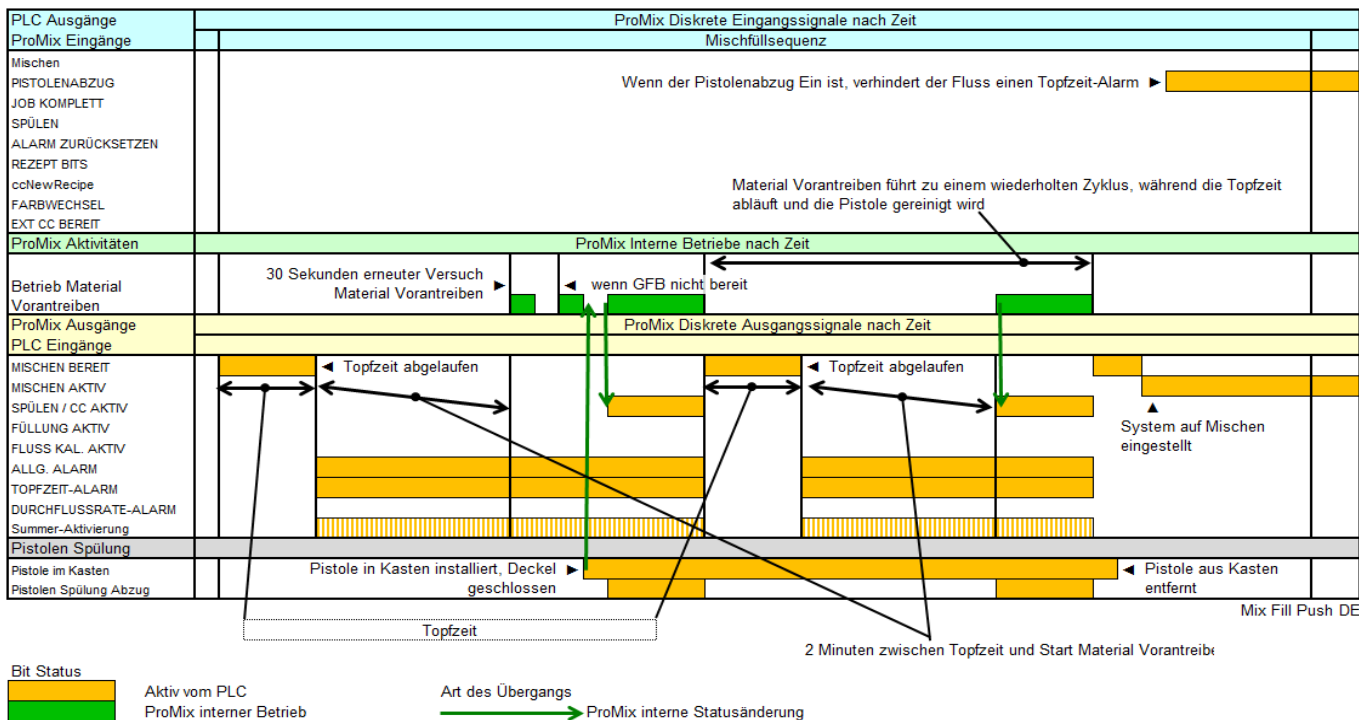 PLC Ausgänge
ProMix Diskrete Eingangssignale nach Zeit
ProMix Eingänge
Mischfüllsequenz
Mischen
PISTOLENABZUG
Wenn der Pistolenabzug Ein ist, verhindert der Fluss einen Topfzeit-Alarm ►
JOB KOMPLETT
SPÜLEN
ALARM ZURÜCKSETZEN
REZEPT BITS
ccNewRecipe
FARBWECHSEL
EXT CC BEREIT
Material Vorantreiben führt zu einem wiederholten Zyklus, während die Topfzeit
abläuft und die Pistole gereinigt wird
ProMix Aktivitäten
ProMix Interne Betriebe nach Zeit
Betrieb Material
Vorantreiben
30 Sekunden erneuter Versuch ►
Material Vorantreiben
◄ wenn GFB nicht bereit
ProMix Ausgänge
ProMix Diskrete Ausgangssignale nach Zeit
PLC Eingänge
MISCHEN BEREIT
◄ Topfzeit abgelaufen
◄ Topfzeit abgelaufen
MISCHEN AKTIV
SPÜLEN / CC AKTIV
FÜLLUNG AKTIV
FLUSS KAL. AKTIV
▲
System auf Mischen
eingestellt
ALLG. ALARM
TOPFZEIT-ALARM
DURCHFLUSSRATE-ALARM
Summer-Aktivierung
Pistolen Spülung
Pistole im Kasten
Pistolen Spülung Abzug
Pistole in Kasten installiert, Deckel ►
geschlossen
◄ Pistole aus Kasten
entfernt
Mix Fill Push DE
Topfzeit
2 Minuten zwischen Topfzeit und Start Material Vorantreibe
Bit Status
Aktiv vom PLC
ProMix interner Betrieb
Art des Übergangs
ProMix interne Statusänderung